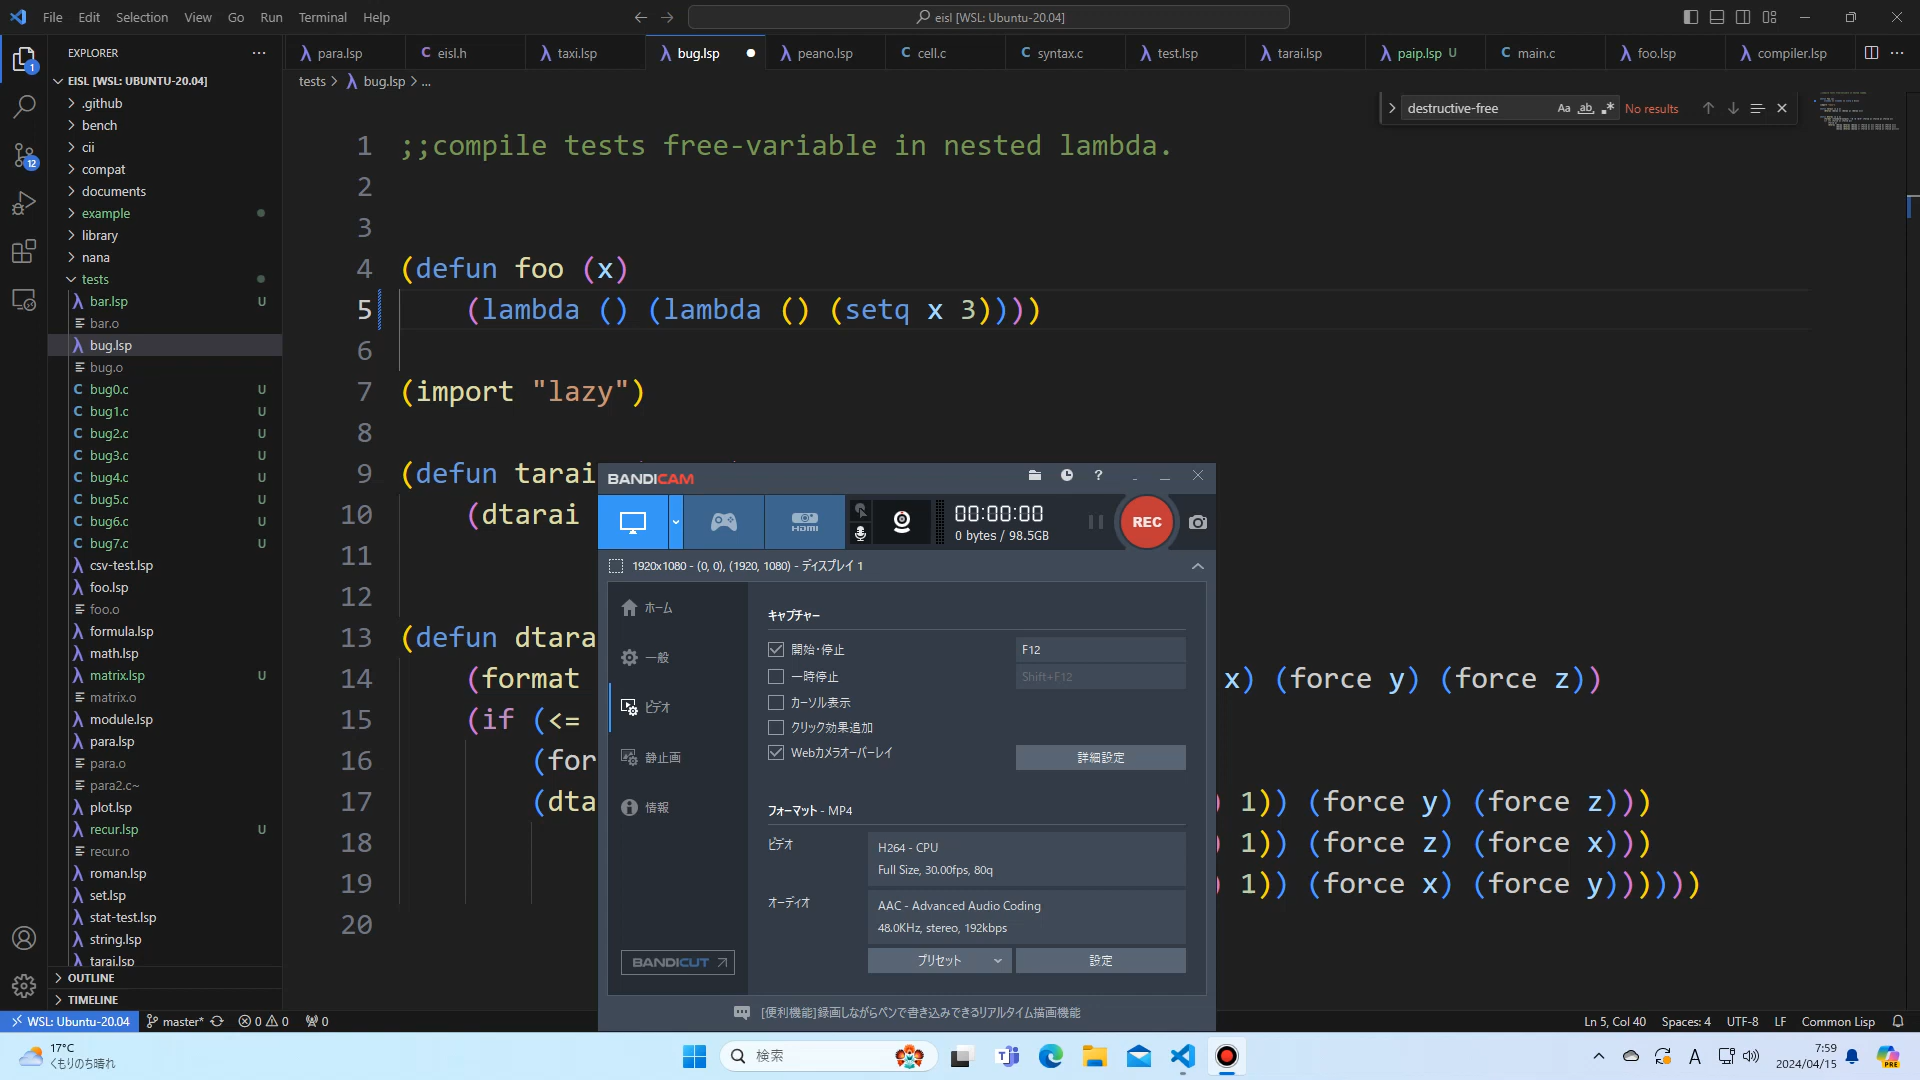 File Edit Selection View Go Run Terminal Help
eisl [WSL: Ubuntu-20.04]
EXPLORER
para.lsp
eisl.h
taxi.lsp
bug.lsp
peano.lsp
cell.c
syntax.c
test.lsp
tarai.lsp
paip.lsp U
main.c
foo.lsp
compiler.lsp
tests > bug.lsp > ...
destructive-free
Aa ab
No results
EISL [WSL: UBUNTU-20.04]
.github
bench
cii
compat
documents
example
library
nana
tests
bar.lsp U
bar.o
bug.lsp
bug.o
bug0.c U
bug1.c U
bug2.c U
bug3.c U
bug4.c U
bug5.c U
bug6.c U
bug7.c U
csv-test.lsp
foo.lsp
foo.o
formula.lsp
math.lsp
matrix.lsp U
matrix.o
module.lsp
para.lsp
para.o
para2.c~
plot.lsp
recur.lsp U
recur.o
roman.lsp
set.lsp
stat-test.lsp
string.lsp
tarai.lsp
OUTLINE
TIMELINE
1 ;;compile tests free-variable in nested lambda.
2
3
4 (defun foo (x)
5 (lambda () (lambda () (setq x 3))))
6
7 (import "lazy")
8
9 (defun tarai
10 (dtarai
11
12
13 (defun dtara
14 (format x) (force y) (force z))
15 (if (<=
16 (for
17 (dta ) 1)) (force y) (force z)))
18 ) 1)) (force z) (force x)))
19 ) 1)) (force x) (force y))))))
20
BANDICAM
HDMI
00:00:00
0 bytes / 98.5GB
REC
1920x1080 - (0, 0), (1920, 1080) - ディスプレイ 1
ホーム
一般
ビデオ
静止画
情報
BANDICUT
キャプチャー
開始・停止 F12
一時停止 Shift+F12
カーソル表示
クリック効果追加
Webカメラオーバーレイ
詳細設定
フォーマット - MP4
ビデオ
H264 - CPU
Full Size, 30.00fps, 80q
オーディオ
AAC - Advanced Audio Coding
48.0KHz, stereo, 192kbps
プリセット
設定
[便利機能]録画しながらペンで書き込みできるリアルタイム描画機能
WSL: Ubuntu-20.04
master*
0 0
0
Ln 5, Col 40
Spaces: 4
UTF-8
LF
Common Lisp
17°C
くもりのち晴れ
検索
A
7:59
2024/04/15
PRE
1
12